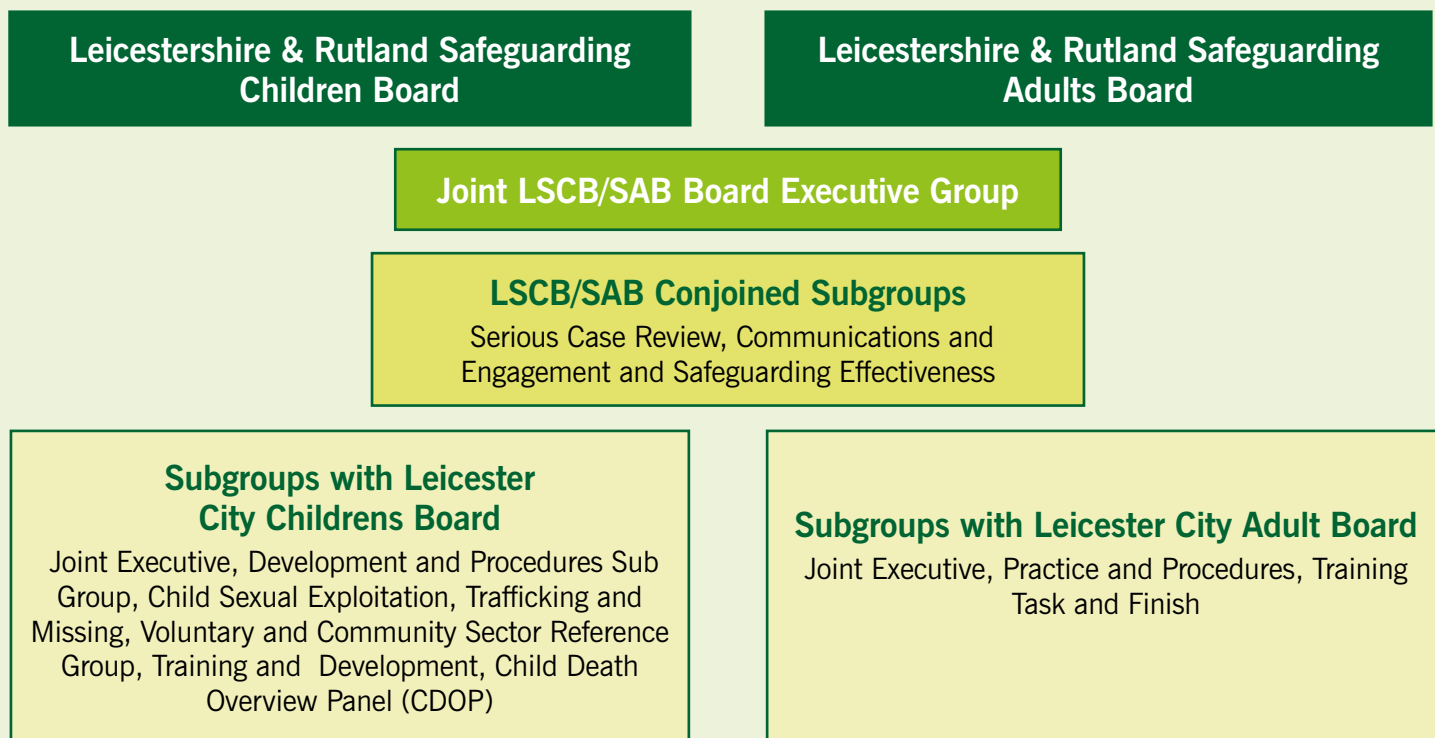 Leicestershire & Rutland Safeguarding
Children Board
Leicestershire & Rutland Safeguarding
Adults Board
Joint LSCB/SAB Board Executive Group
LSCB/SAB Conjoined Subgroups
Serious Case Review, Communications and
Engagement and Safeguarding Effectiveness
Subgroups with Leicester
City Childrens Board
Joint Executive, Development and Procedures Sub
Group, Child Sexual Exploitation, Trafficking and
Missing, Voluntary and Community Sector Reference
Group, Training and  Development, Child Death
Overview Panel (CDOP)
Subgroups with Leicester City Adult Board
Joint Executive, Practice and Procedures, Training
Task and Finish